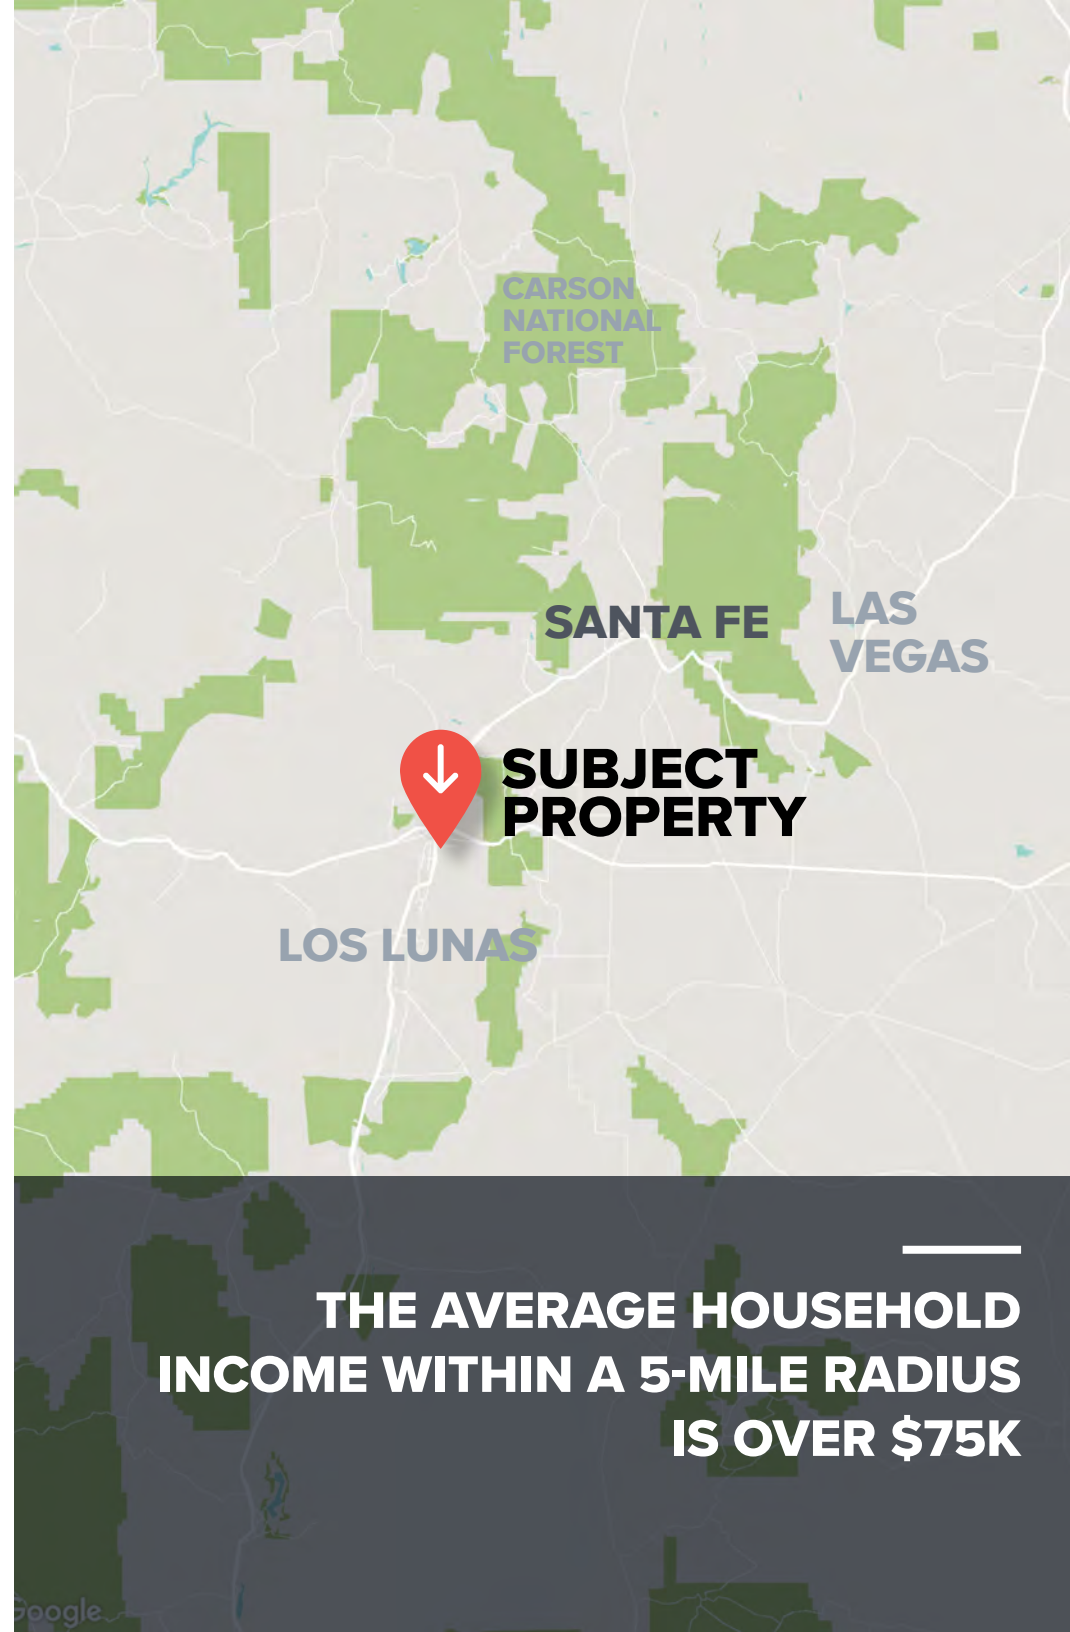 CARSON
NATIONAL
FOREST
SANTA FE
LAS
VEGAS
SUBJECT
PROPERTY
LOS LUNAS
THE AVERAGE HOUSEHOLD
INCOME WITHIN A 5-MILE RADIUS
IS OVER $75K
Google